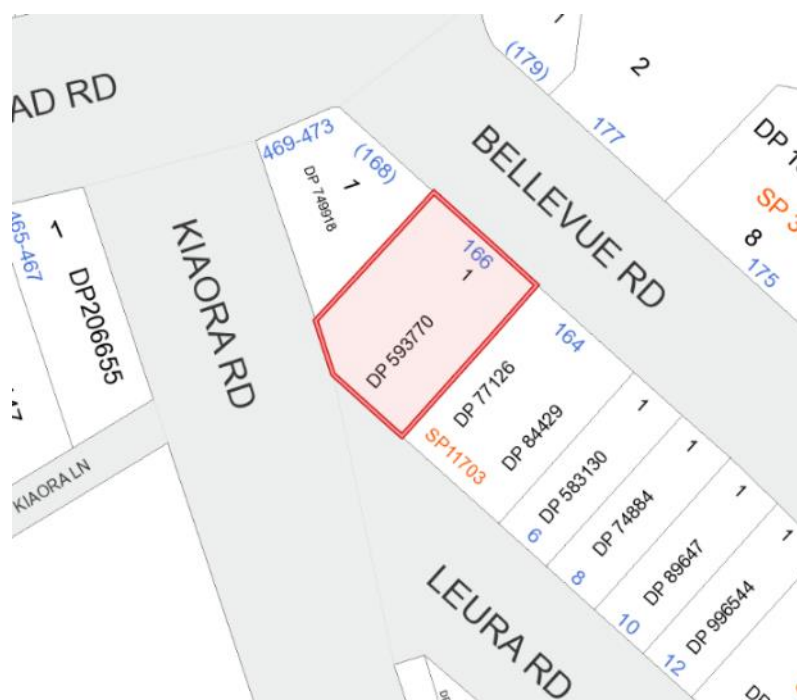 AD RD
469-473
(168)
1
DP 749918
(179)
2
177
DP 1
SP 3
8
175
BELLEVUE RD
465-467
1
DP206655
KIAORA RD
166
1
DP 593770
164
DP 77126
SP11703
DP 84429
KIAORA LN
1
DP 583130
6
1
DP 74884
8
1
DP 89647
10
1
DP 996544
12
LEURA RD
DP